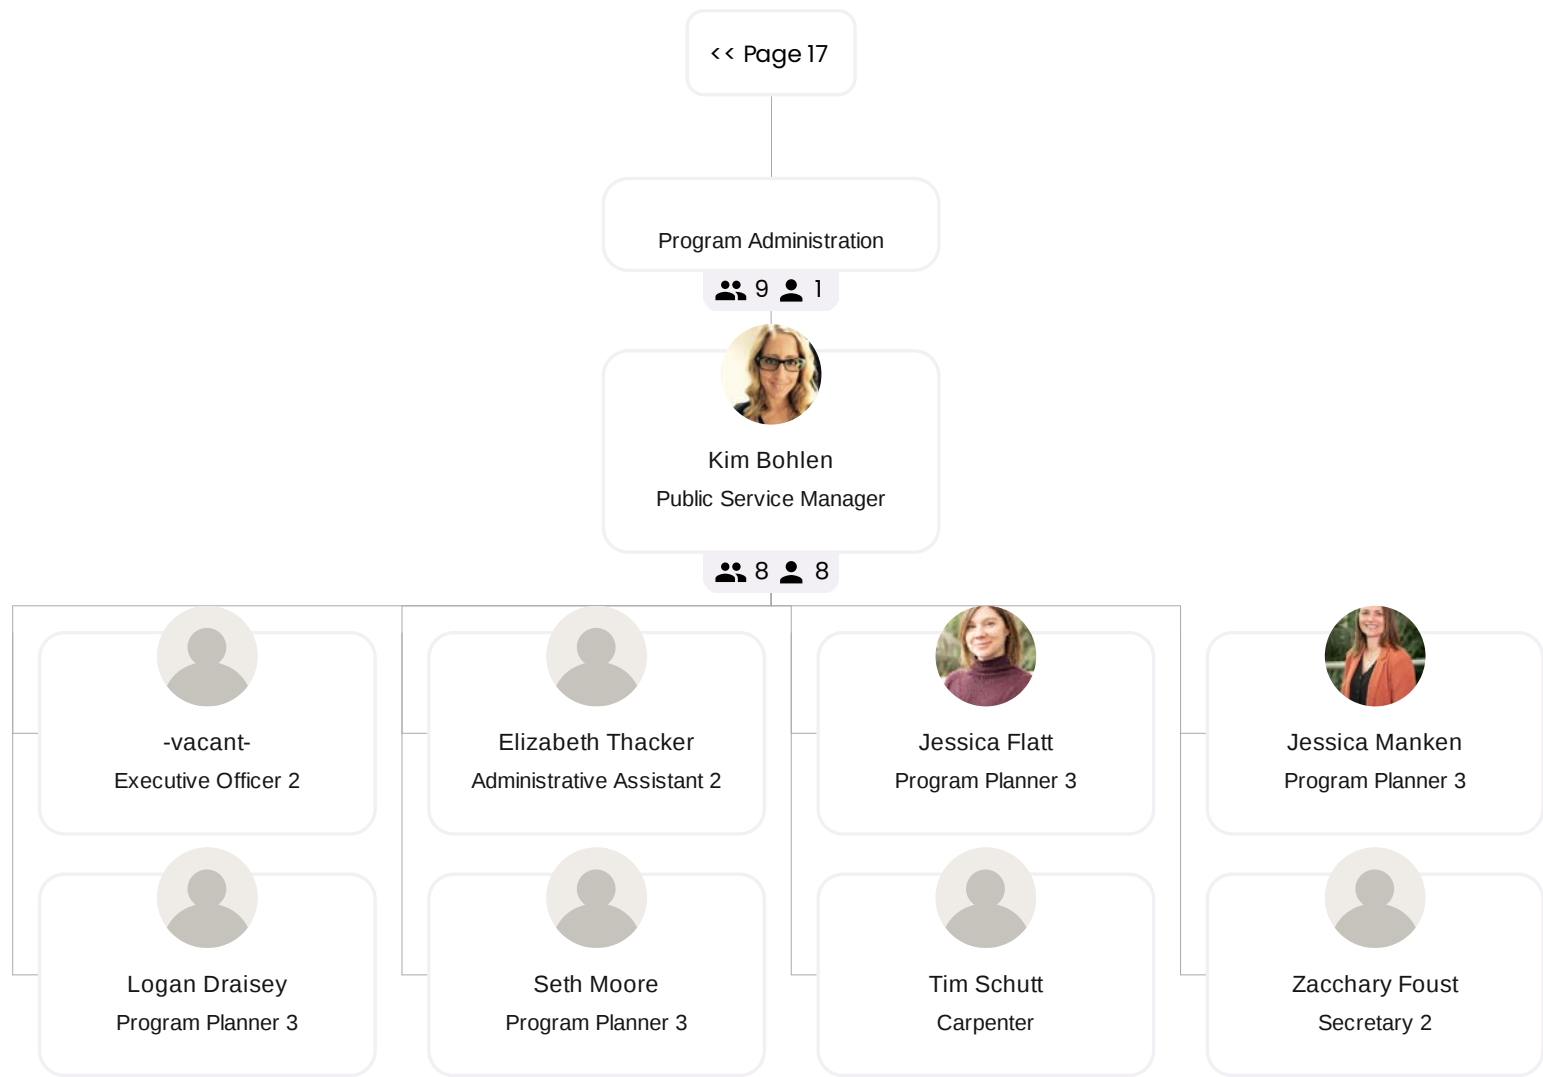 << Page 17
Program Administration
9 1
Kim Bohlen
Public Service Manager
8 8
-vacant-
Executive Officer 2
Elizabeth Thacker
Administrative Assistant 2
Jessica Flatt
Program Planner 3
Jessica Manken
Program Planner 3
Logan Draisey
Program Planner 3
Seth Moore
Program Planner 3
Tim Schutt
Carpenter
Zacchary Foust
Secretary 2